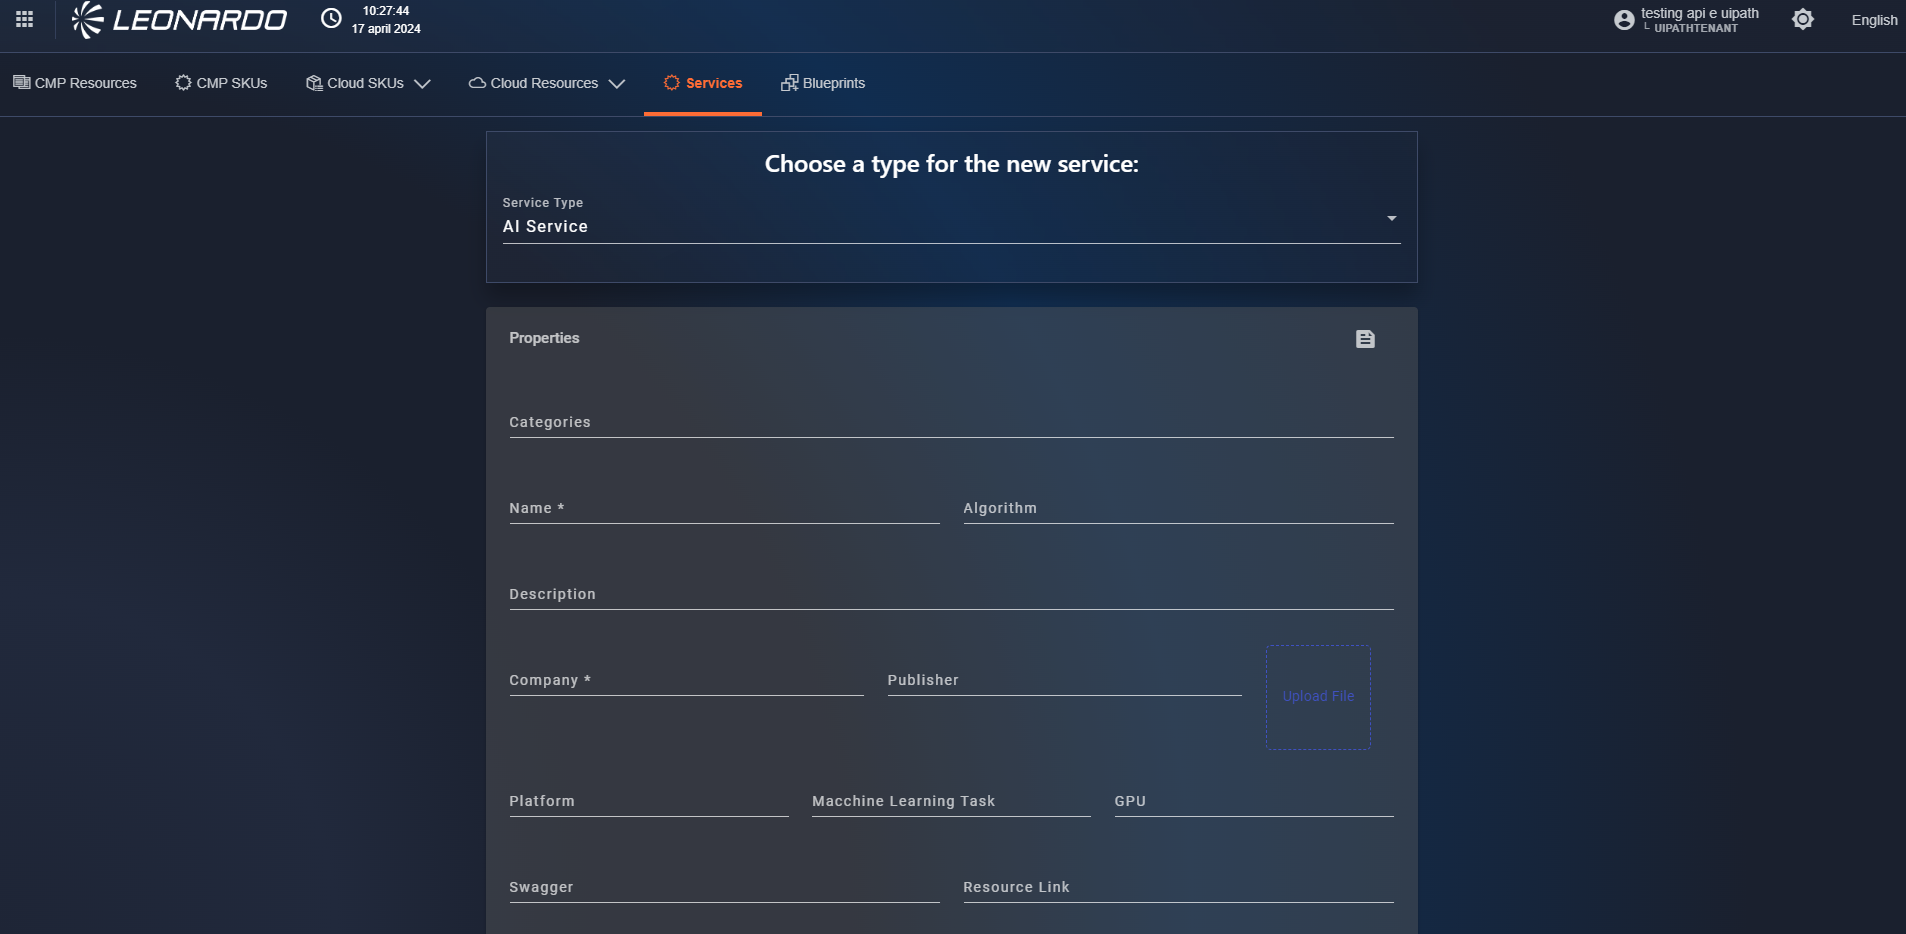 LEONARDO
10:27:44
17 april 2024
testing api e uipath
UIPATHTENANT
English
CMP Resources
CMP SKUs
Cloud SKUs
Cloud Resources
Services
Blueprints
Choose a type for the new service:
Service Type
AI Service
Properties
Categories
Name *
Algorithm
Description
Company *
Publisher
Upload File
Platform
Macchine Learning Task
GPU
Swagger
Resource Link